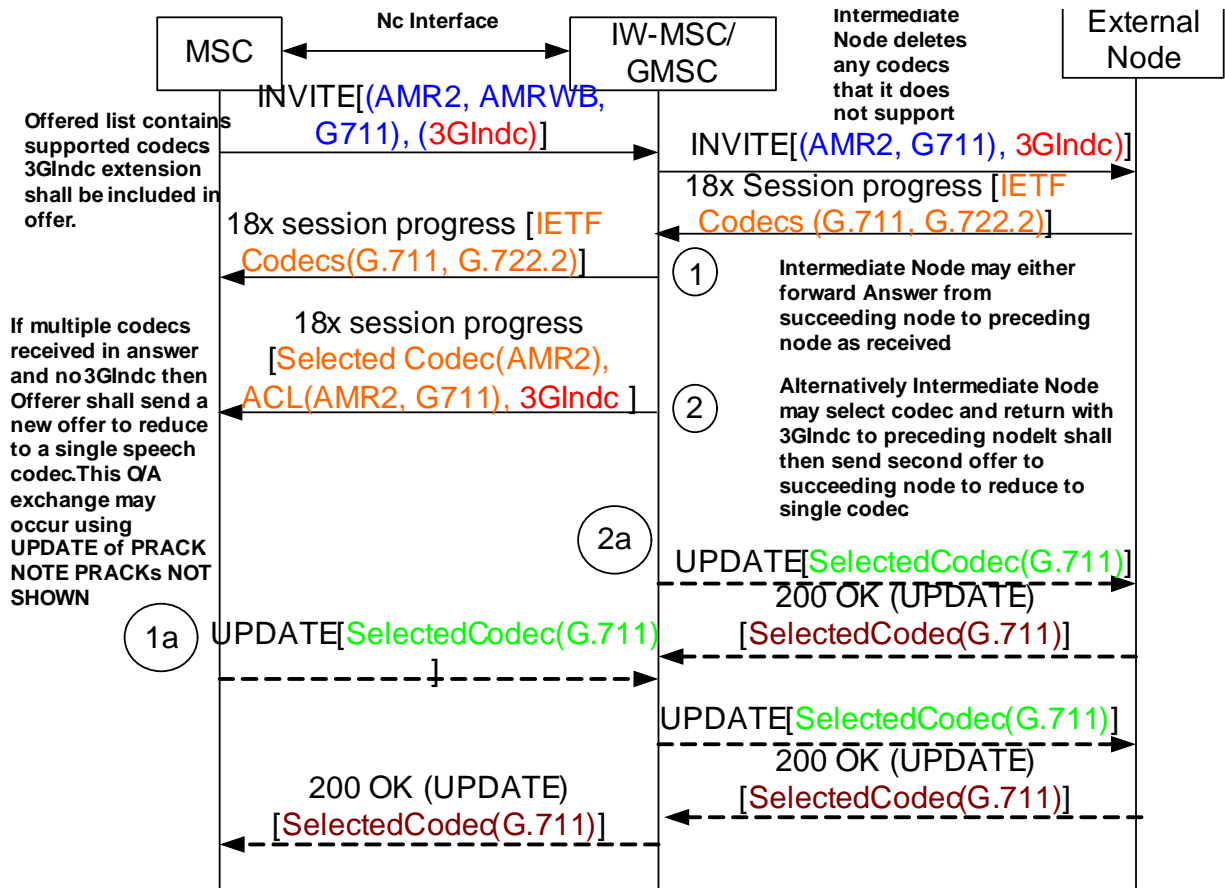 MSC
Nc Interface
IW-MSC/
GMSC
Intermediate
Node deletes
any codecs
that it does
not support
External
Node
Offered list contains
supported codecs
3GIndc extension
shall be included in
offer.
INVITE[(AMR2, AMRWB,
G711), (3GIndc)]
INVITE[(AMR2, G711), 3GIndc)]
18x Session progress [IETF
Codecs (G.711, G.722.2)]
18x session progress [IETF
Codecs(G.711, G.722.2)]
1
Intermediate Node may either
forward Answer from
succeeding node to preceding
node as received
If multiple codecs
received in answer
and no3GIndc then
Offerer shall send a
new offer to reduce
to a single speech
codec.This O/A
exchange may
occur using
UPDATE of PRACK
NOTE PRACKs NOT
SHOWN
18x session progress
[Selected Codec(AMR2),
ACL(AMR2, G711), 3GIndc ]
2
Alternatively Intermediate Node
may select codec and return with
3GIndc to preceding nodeIt shall
then send second offer to
succeeding node to reduce to
single codec
2a
UPDATE[SelectedCodec(G.711)]
200 OK (UPDATE)
[SelectedCodec(G.711)]
1a
UPDATE[SelectedCodec(G.711)
]
UPDATE[SelectedCodec(G.711)]
200 OK (UPDATE)
[SelectedCodec(G.711)]
200 OK (UPDATE)
[SelectedCodec(G.711)]